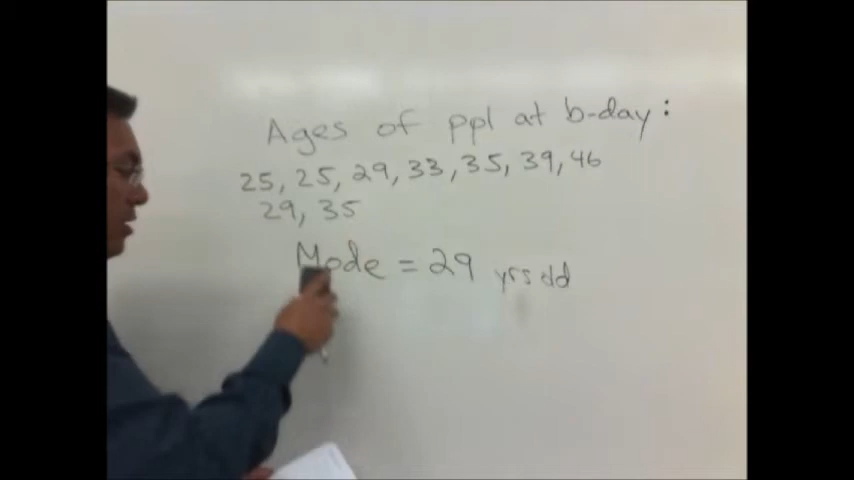 Ages of ppl at b-day:
25, 25, 29, 33, 35, 39, 46
29, 35
Mode = 29 yrs old